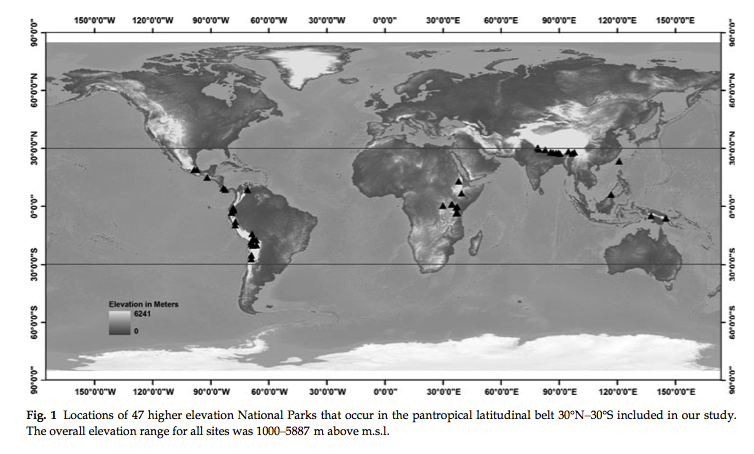 150°0'0"W 120°0'0"W 90°0'0"W 60°0'0"W 30°0'0"W 0°0'0" 30°0'0"E 60°0'0"E 90°0'0"E 120°0'0"E 150°0'0"E
90°0'0"N 90°0'0"N
60°0'0"N 60°0'0"N
30°0'0"N 30°0'0"N
0°0'0" 0°0'0"
30°0'0"S 30°0'0"S
Elevation in Meters
6241
0
60°0'0"S 60°0'0"S
90°0'0"S 90°0'0"S
150°0'0"W 120°0'0"W 90°0'0"W 60°0'0"W 30°0'0"W 0°0'0" 30°0'0"E 60°0'0"E 90°0'0"E 120°0'0"E 150°0'0"E
Fig. 1 Locations of 47 higher elevation National Parks that occur in the pantropical latitudinal belt 30°N–30°S included in our study.
The overall elevation range for all sites was 1000–5887 m above m.s.l.